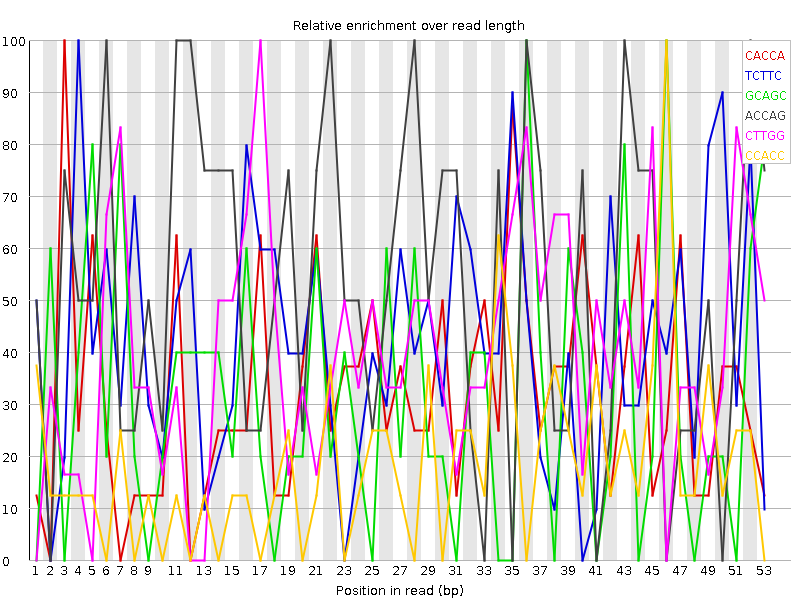 Relative enrichment over read length
100
90
80
70
60
50
40
30
20
10
0
CACCA
TCTTC
GCAGC
ACCAG
CTTGG
CCACC
1 2 3 4 5 6 7 8 9 11 13 15 17 19 21 23 25 27 29 31 33 35 37 39 41 43 45 47 49 51 53
Position in read (bp)